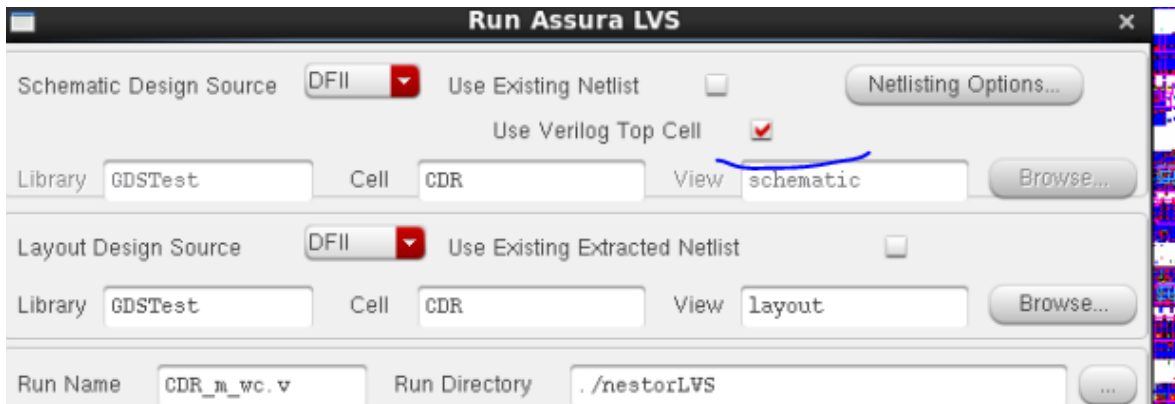 Run Assura LVS
Schematic Design Source DFII Use Existing Netlist Netlisting Options...
Use Verilog Top Cell
Library GDSTest Cell CDR View schematic Browse...
Layout Design Source DFII Use Existing Extracted Netlist
Library GDSTest Cell CDR View layout Browse...
Run Name CDR_m_wc.v Run Directory ./nestorLVS ...